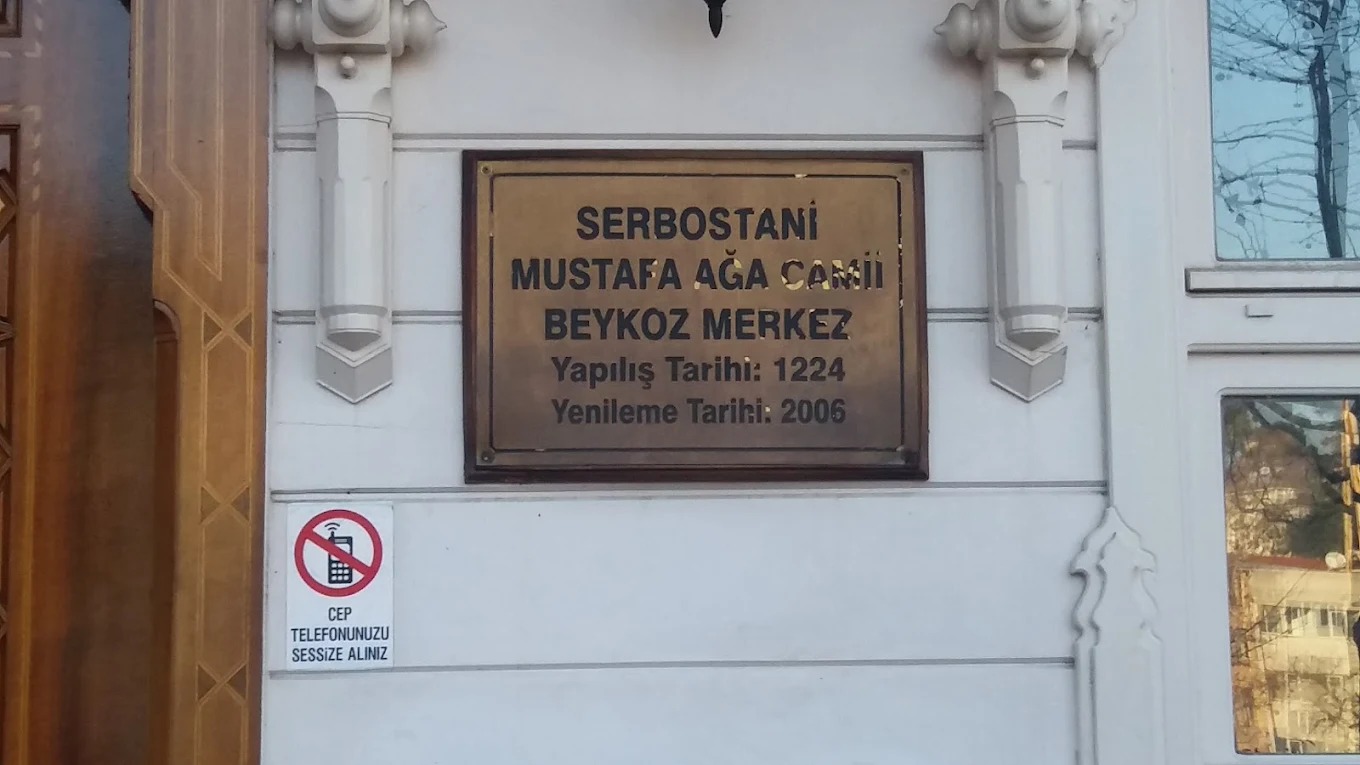 SERBOSTANİ
MUSTAFA AĞA CAMİİ
BEYKOZ MERKEZ
Yapılış Tarihi: 1224
Yenileme Tarihi: 2006
CEP
TELEFONUNUZU
SESSİZE ALINIZ